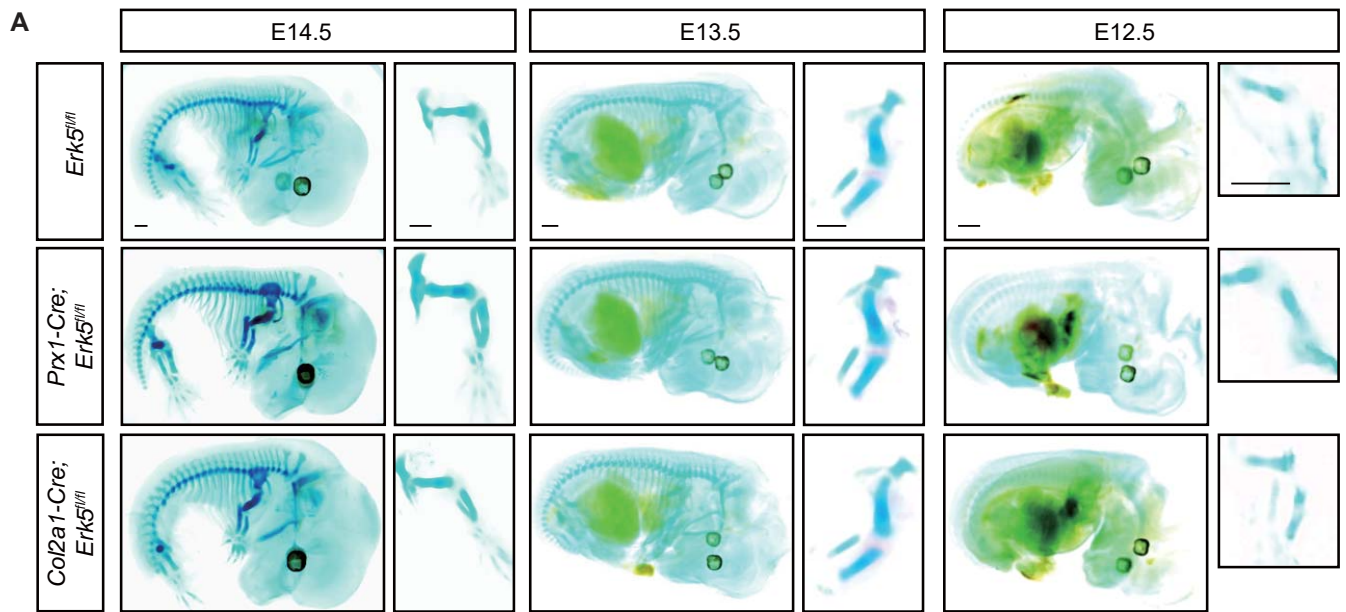 A
E14.5
E13.5
E12.5
Erk5fl/fl
Prx1-Cre;
Erk5fl/fl
Col2a1-Cre;
Erk5fl/fl